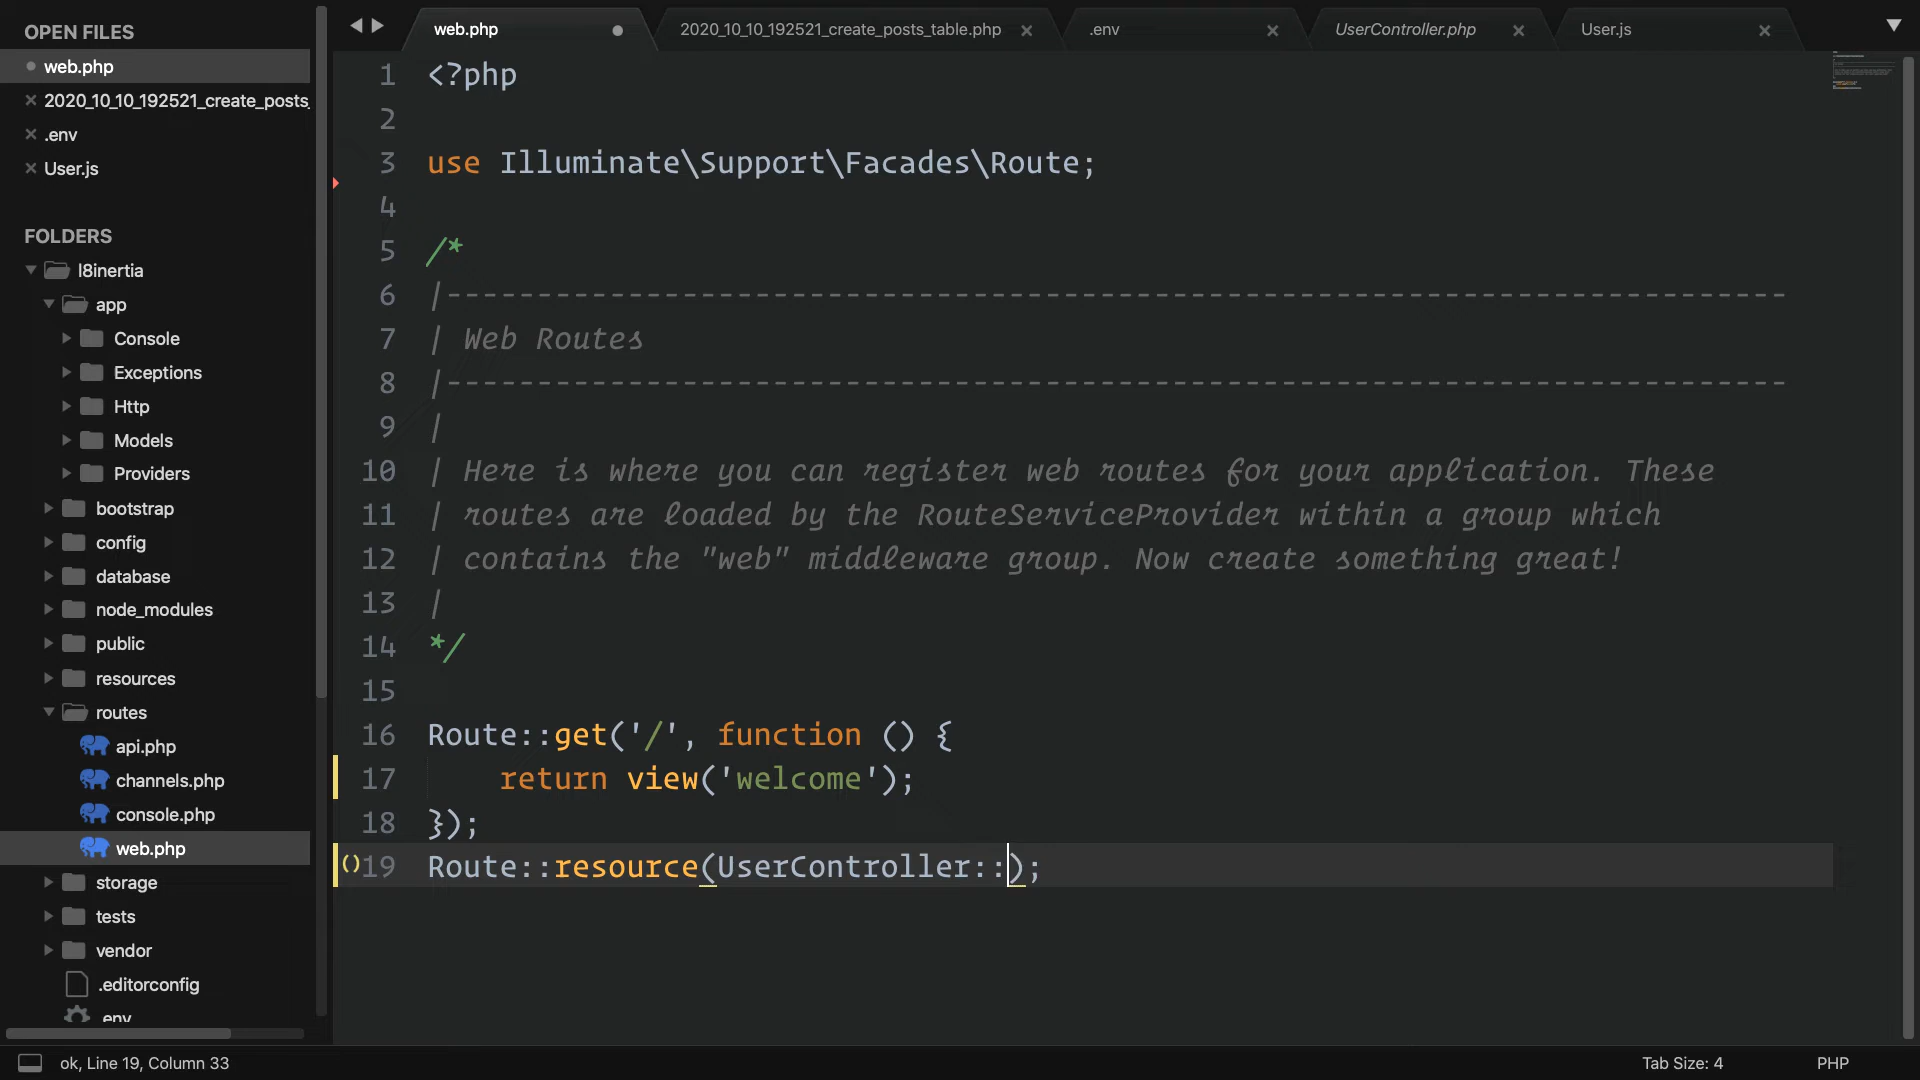 OPEN FILES
web.php
2020_10_10_192521_create_posts_
.env
User.js
FOLDERS
l8inertia
app
Console
Exceptions
Http
Models
Providers
bootstrap
config
database
node_modules
public
resources
routes
api.php
channels.php
console.php
web.php
storage
tests
vendor
.editorconfig
.env
web.php 2020_10_10_192521_create_posts_table.php .env UserController.php User.js
1 <?php
2
3 use Illuminate\Support\Facades\Route;
4
5 /*
6 |--------------------------------------------------------------------------
7 | Web Routes
8 |--------------------------------------------------------------------------
9 |
10 | Here is where you can register web routes for your application. These
11 | routes are loaded by the RouteServiceProvider within a group which
12 | contains the "web" middleware group. Now create something great!
13 |
14 */
15
16 Route::get('/', function () {
17     return view('welcome');
18 });
19 Route::resource(UserController::);
ok, Line 19, Column 33
Tab Size: 4
PHP